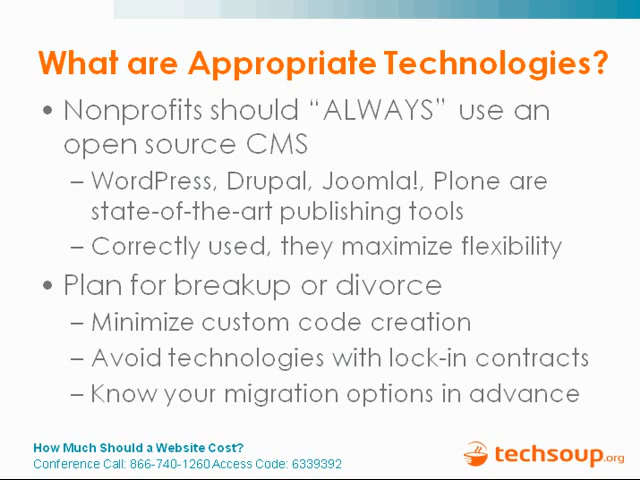 What are Appropriate Technologies?
• Nonprofits should “ALWAYS” use an
open source CMS
– WordPress, Drupal, Joomla!, Plone are
state-of-the-art publishing tools
– Correctly used, they maximize flexibility
• Plan for breakup or divorce
– Minimize custom code creation
– Avoid technologies with lock-in contracts
– Know your migration options in advance
How Much Should a Website Cost?
Conference Call: 866-740-1260 Access Code: 6339392
techsoup.org